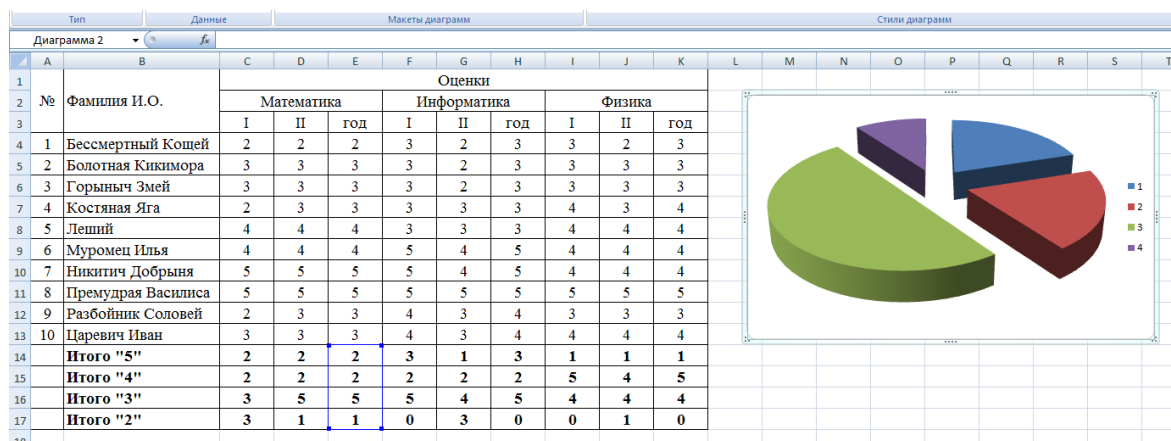 Тип Данные Макеты диаграмм Стили диаграмм
Диаграмма 2 fx
A B C D E F G H I J K L M N O P Q R S T
1 Оценки
2 № Фамилия И.О. Математика Информатика Физика
3 I II год I II год I II год
4 1 Бессмертный Кощей 2 2 2 3 2 3 3 2 3
5 2 Болотная Кикимора 3 3 3 3 2 3 3 3 3
6 3 Горыныч Змей 3 3 3 3 2 3 3 3 3
7 4 Костяная Яга 2 3 3 3 3 3 4 3 4
8 5 Леший 4 4 4 3 3 3 4 4 4
9 6 Муромец Илья 4 4 4 5 4 5 4 4 4
10 7 Никитич Добрыня 5 5 5 5 4 5 4 4 4
11 8 Премудрая Василиса 5 5 5 5 5 5 5 5 5
12 9 Разбойник Соловей 2 3 3 4 3 4 3 3 3
13 10 Царевич Иван 3 3 3 4 3 4 4 4 4
14 Итого "5" 2 2 2 3 1 3 1 1 1
15 Итого "4" 2 2 2 2 2 2 5 4 5
16 Итого "3" 3 5 5 5 4 5 4 4 4
17 Итого "2" 3 1 1 0 3 0 0 1 0
1
2
3
4